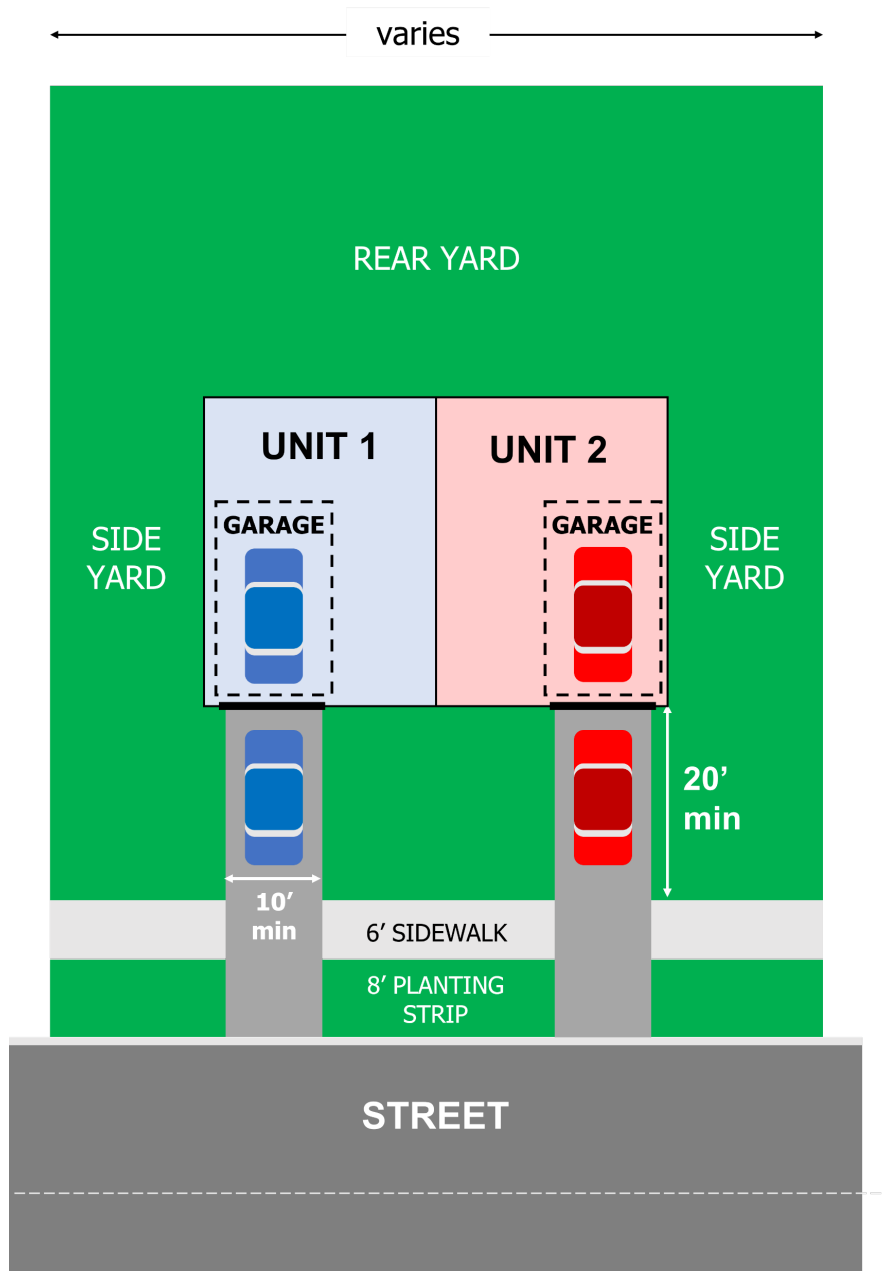 varies
REAR YARD
UNIT 1
UNIT 2
GARAGE
GARAGE
SIDE
YARD
SIDE
YARD
20’
min
10’
min
6’ SIDEWALK
8’ PLANTING
STRIP
STREET